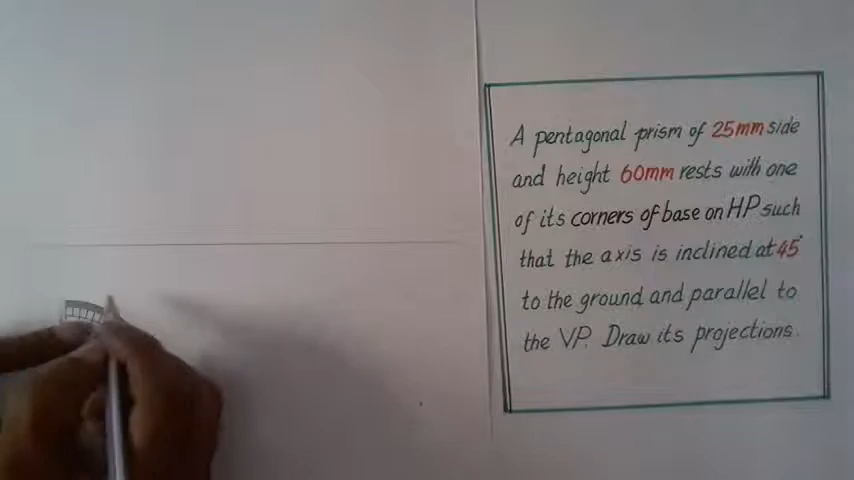 A pentagonal prism of 25mm side
and height 60mm rests with one
of its corners of base on HP such
that the axis is inclined at 45°
to the ground and parallel to
the VP. Draw its projections.